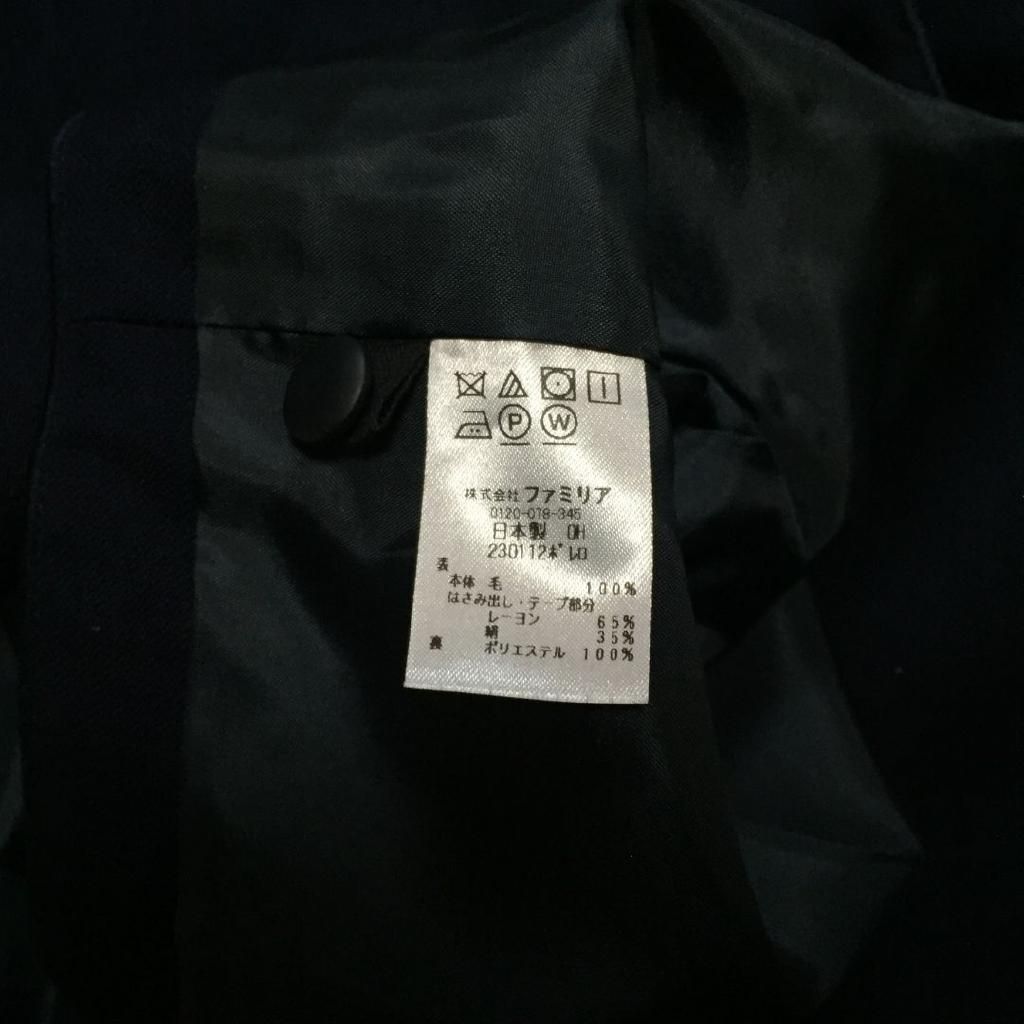 P W
株式会社 ファミリア
0120-078-345
日本製 OH
230112ボレロ
表
本体 毛 100%
はさみ出し・テープ部分
レーヨン 65%
絹 35%
裏 ポリエステル 100%